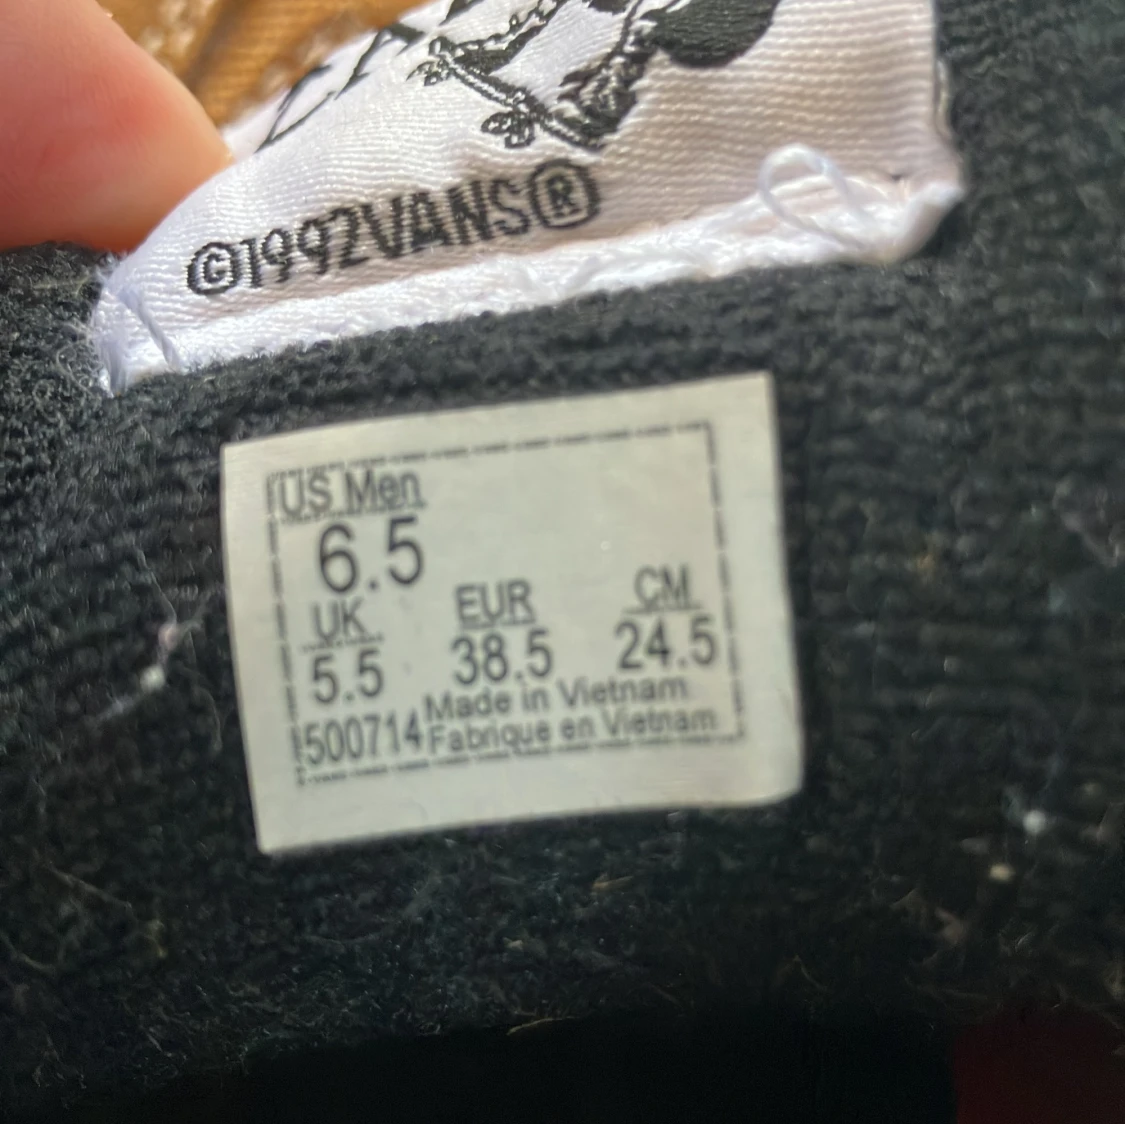 ©1992VANS®
US Men
6.5
UK EUR CM
5.5 38.5 24.5
Made in Vietnam
500714 Fabrique en Vietnam